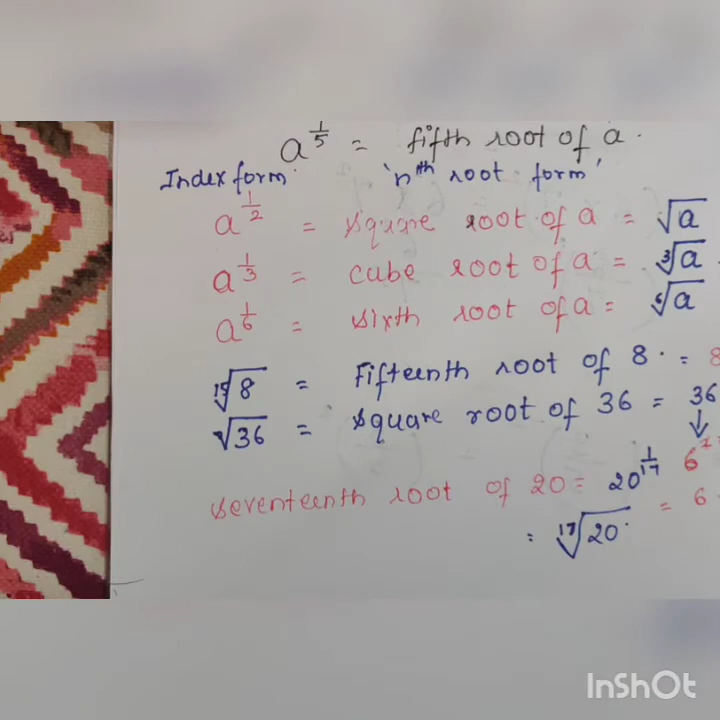 a^1/5 = fifth root of a.
Index form 'nth root form'
a^1/2 = square root of a = √a
a^1/3 = cube root of a = ∛a
a^1/6 = sixth root of a = ⁶√a
¹⁵√8 = Fifteenth root of 8. = 8
√36 = square root of 36 = 36
↓
seventeenth root of 20 = 20^1/17 6²
= ¹⁷√20. = 6
InShOt